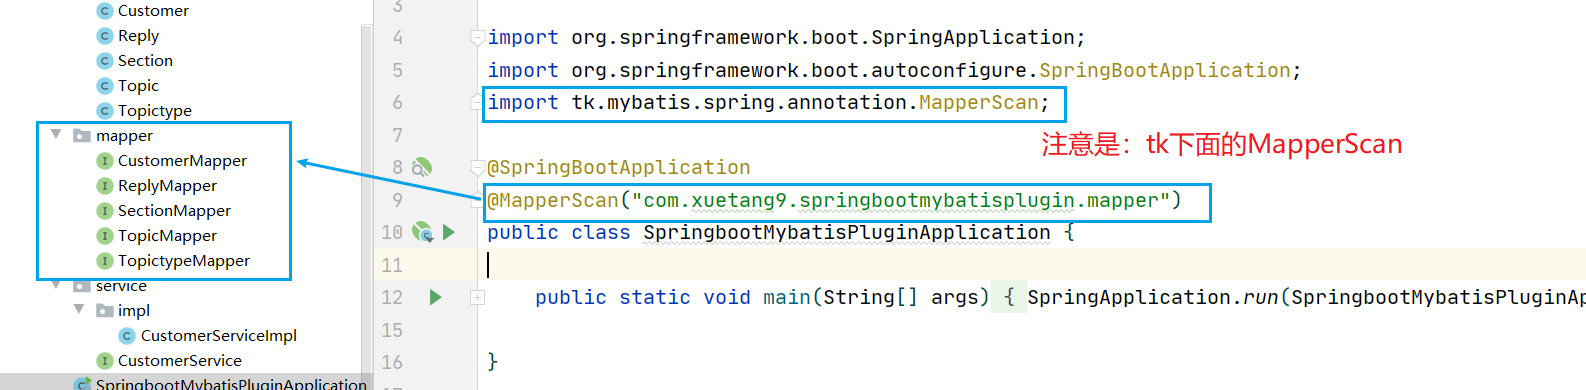 Customer
Reply
Section
Topic
Topictype
mapper
CustomerMapper
ReplyMapper
SectionMapper
TopicMapper
TopictypeMapper
service
impl
CustomerServiceImpl
CustomerService
SpringbootMybatisPluginApplication
3
4 import org.springframework.boot.SpringApplication;
5 import org.springframework.boot.autoconfigure.SpringBootApplication;
6 import tk.mybatis.spring.annotation.MapperScan;
7
注意是：tk下面的MapperScan
8 @SpringBootApplication
9 @MapperScan("com.xuetang9.springbootmybatisplugin.mapper")
10 public class SpringbootMybatisPluginApplication {
11
12 public static void main(String[] args) { SpringApplication.run(SpringbootMybatisPluginAp
15
16 }